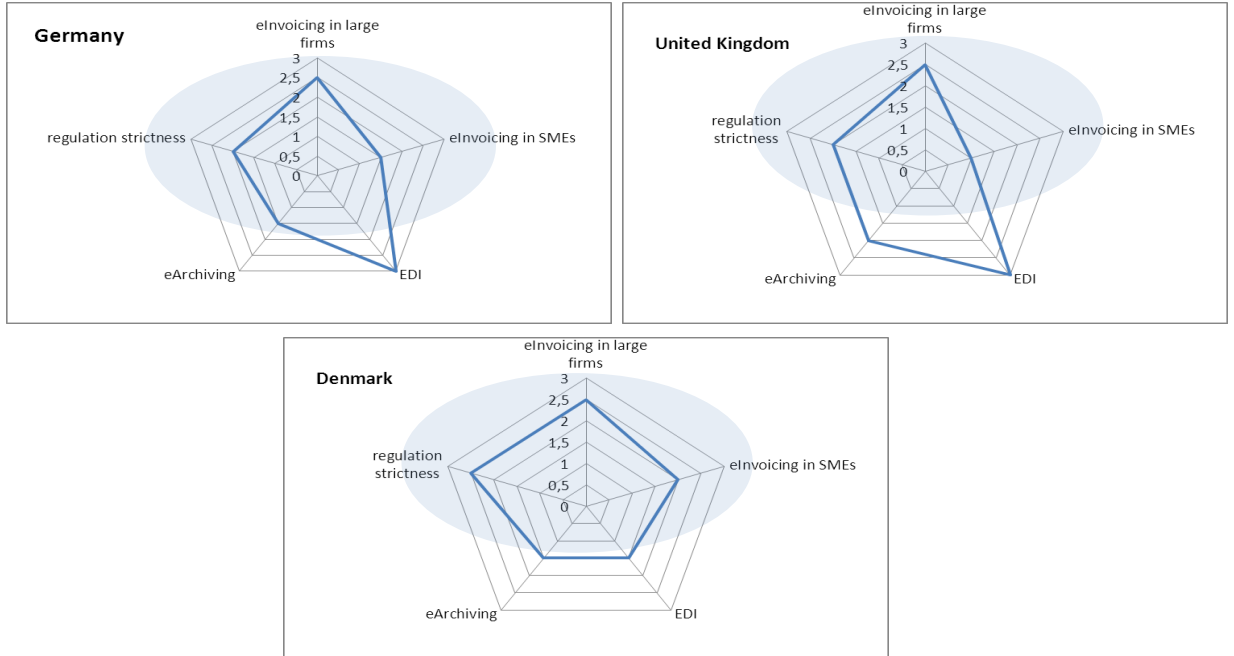 Germany
eInvoicing in large
firms
3
2,5
2
1,5
1
0,5
0
eInvoicing in SMEs
EDI
eArchiving
regulation strictness
United Kingdom
eInvoicing in large
firms
3
2,5
2
1,5
1
0,5
0
eInvoicing in SMEs
EDI
eArchiving
regulation
strictness
Denmark
eInvoicing in large
firms
3
2,5
2
1,5
1
0,5
0
eInvoicing in SMEs
EDI
eArchiving
regulation
strictness